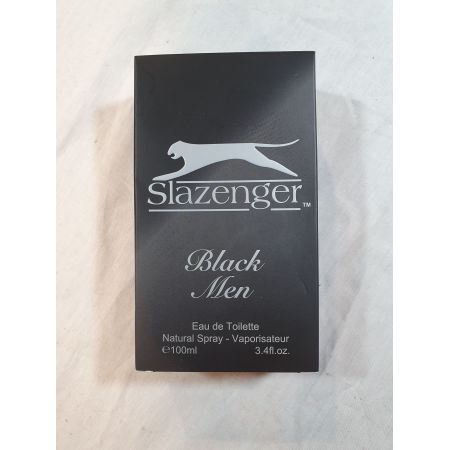 Slazenger™
Black
Men
Eau de Toilette
Natural Spray - Vaporisateur
℮100ml 3.4fl.oz.